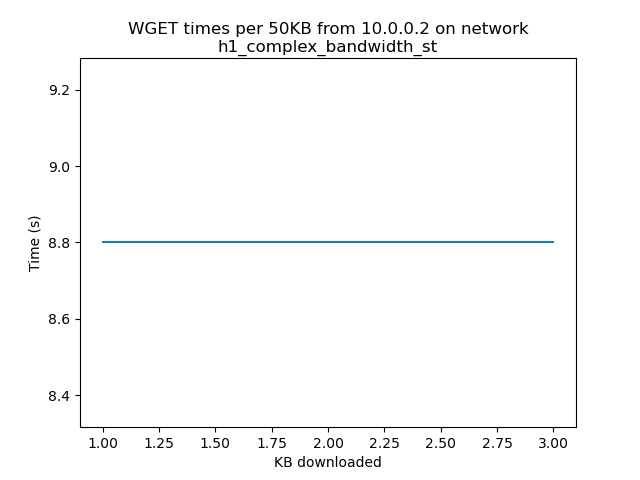 WGET times per 50KB from 10.0.0.2 on network
h1_complex_bandwidth_st
9.2
9.0
8.8
8.6
8.4
Time (s)
1.00 1.25 1.50 1.75 2.00 2.25 2.50 2.75 3.00
KB downloaded